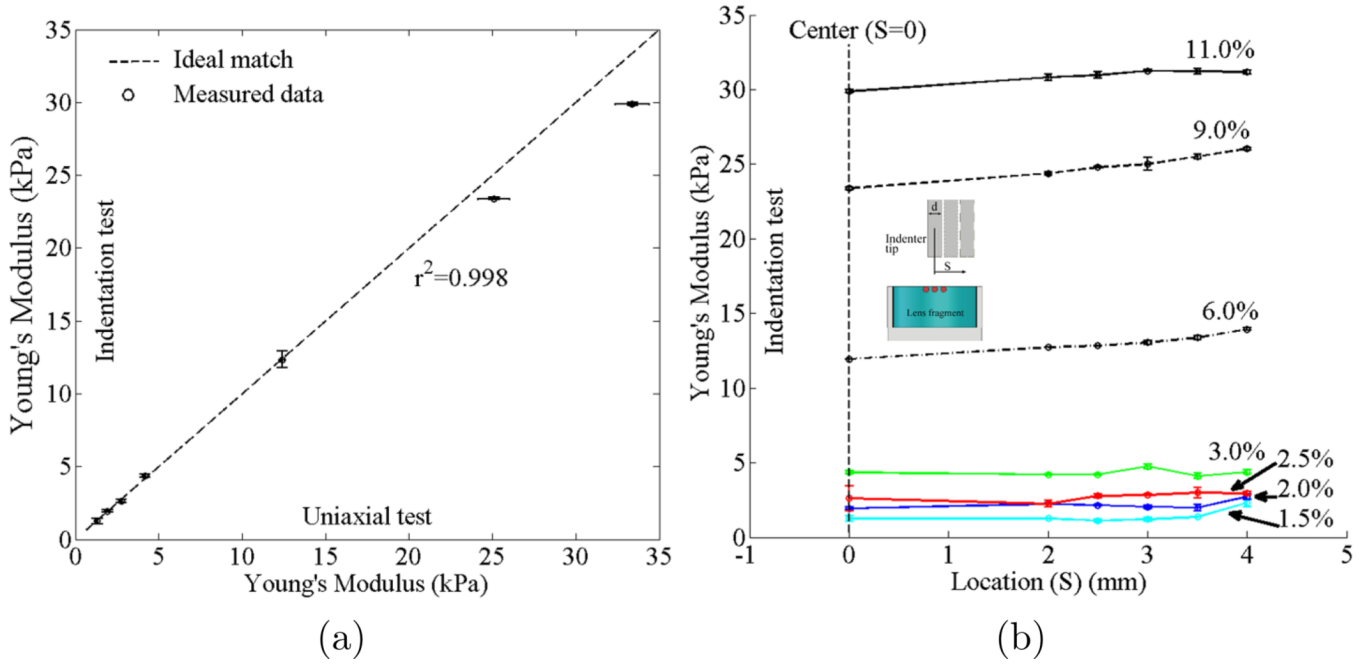 35
30
25
20
15
10
5
0
Young's Modulus (kPa)
Indentation test
Ideal match
Measured data
r²=0.998
Uniaxial test
0 5 10 15 20 25 30 35
Young's Modulus (kPa)
(a)
35
30
25
20
15
10
5
0
Young's Modulus (kPa)
Indentation test
Center (S=0)
11.0%
9.0%
d
Indenter
tip
S
Lens fragment
6.0%
3.0%
2.5%
2.0%
1.5%
-1 0 1 2 3 4 5
Location (S) (mm)
(b)